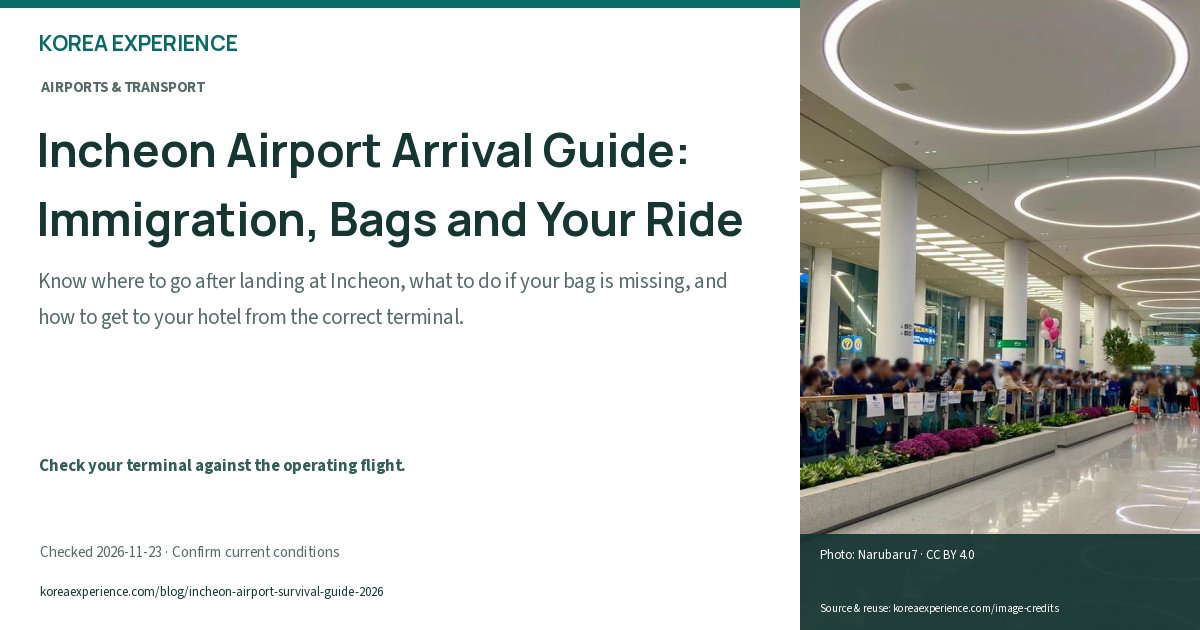 KOREA EXPERIENCE
AIRPORTS & TRANSPORT
Incheon Airport Arrival Guide:
Immigration, Bags and Your Ride
Know where to go after landing at Incheon, what to do if your bag is missing, and
how to get to your hotel from the correct terminal.
Check your terminal against the operating flight.
Checked 2026-11-23 · Confirm current conditions
koreaexperience.com/blog/incheon-airport-survival-guide-2026
Photo: Narubaru7 · CC BY 4.0
Source & reuse: koreaexperience.com/image-credits